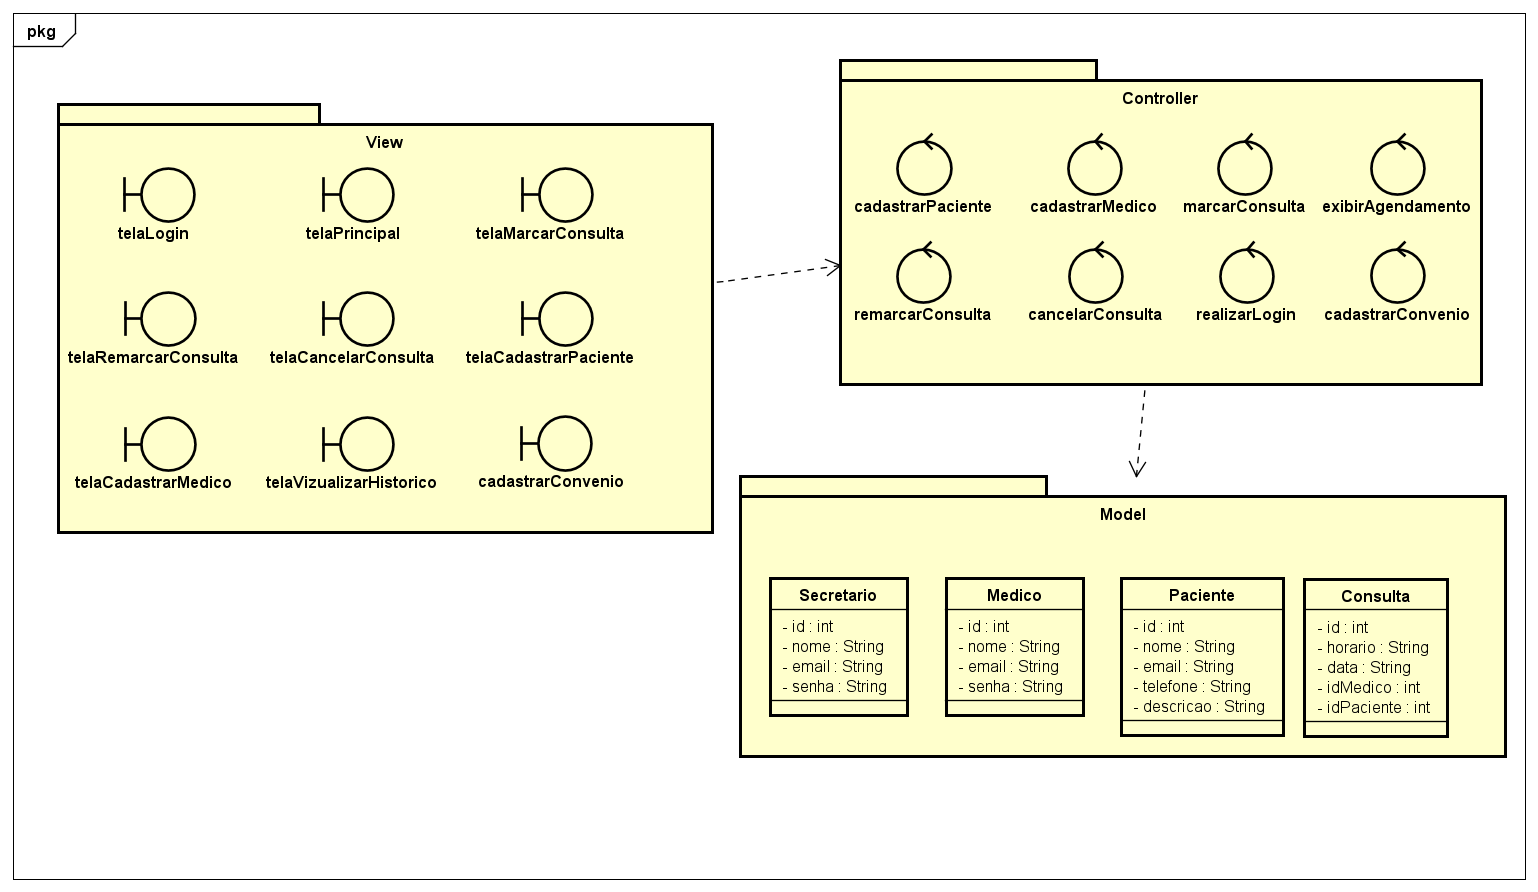 pkg
View
telaLogin
telaPrincipal
telaMarcarConsulta
telaRemarcarConsulta
telaCancelarConsulta
telaCadastrarPaciente
telaCadastrarMedico
telaVizualizarHistorico
cadastrarConvenio
Controller
cadastrarPaciente
cadastrarMedico
marcarConsulta
exibirAgendamento
remarcarConsulta
cancelarConsulta
realizarLogin
cadastrarConvenio
Model
Secretario
- id : int
- nome : String
- email : String
- senha : String
Medico
- id : int
- nome : String
- email : String
- senha : String
Paciente
- id : int
- nome : String
- email : String
- telefone : String
- descricao : String
Consulta
- id : int
- horario : String
- data : String
- idMedico : int
- idPaciente : int